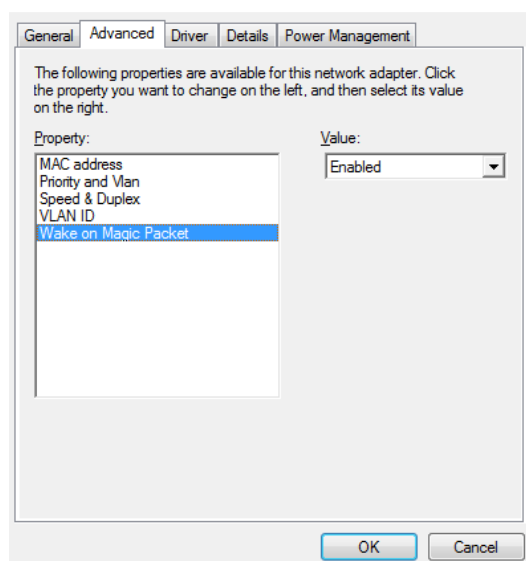 General Advanced Driver Details Power Management
The following properties are available for this network adapter. Click
the property you want to change on the left, and then select its value
on the right.
Property: Value:
MAC address Enabled
Priority and Vlan
Speed & Duplex
VLAN ID
Wake on Magic Packet
OK Cancel